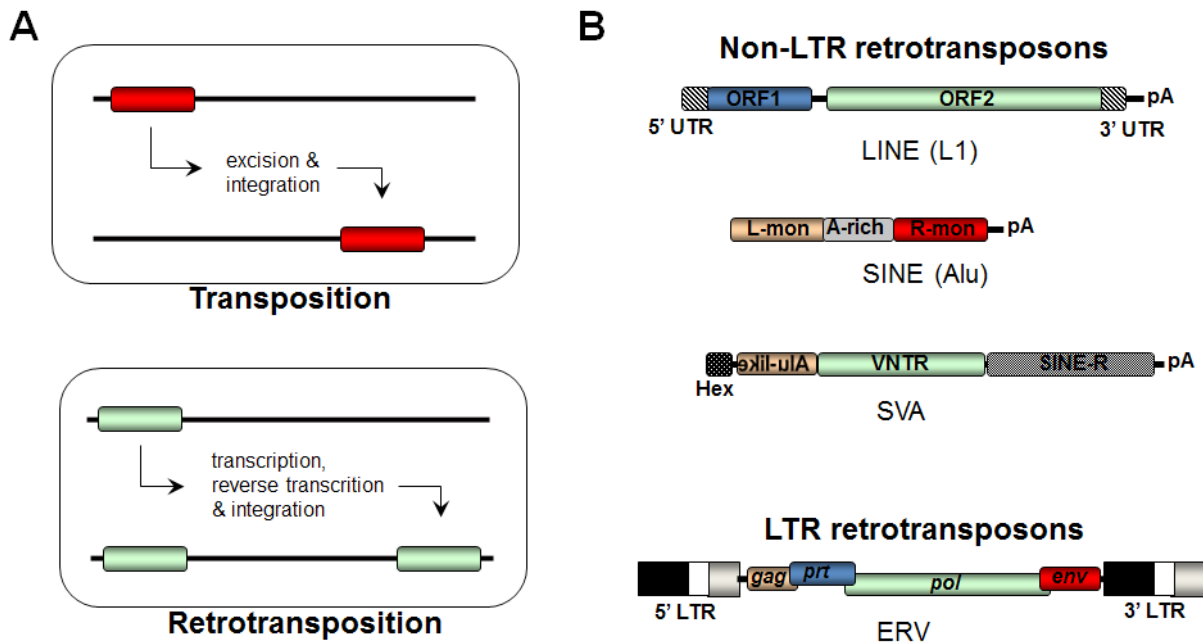 A
excision &
integration
Transposition
transcription,
reverse transcrition
& integration
Retrotransposition
B
Non-LTR retrotransposons
ORF1 ORF2 pA
5’ UTR 3’ UTR
LINE (L1)
L-mon A-rich R-mon pA
SINE (Alu)
Alu-like VNTR SINE-R pA
Hex
SVA
LTR retrotransposons
gag prt pol env
5’ LTR 3’ LTR
ERV